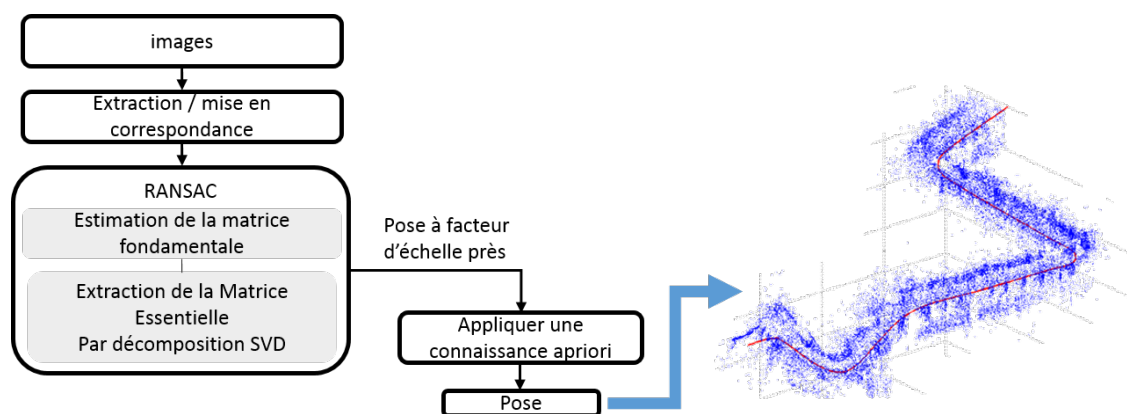 images
Extraction / mise en
correspondance
RANSAC
Estimation de la matrice
fondamentale
Extraction de la Matrice
Essentielle
Par décomposition SVD
Pose à facteur
d'échelle près
Appliquer une
connaissance apriori
Pose